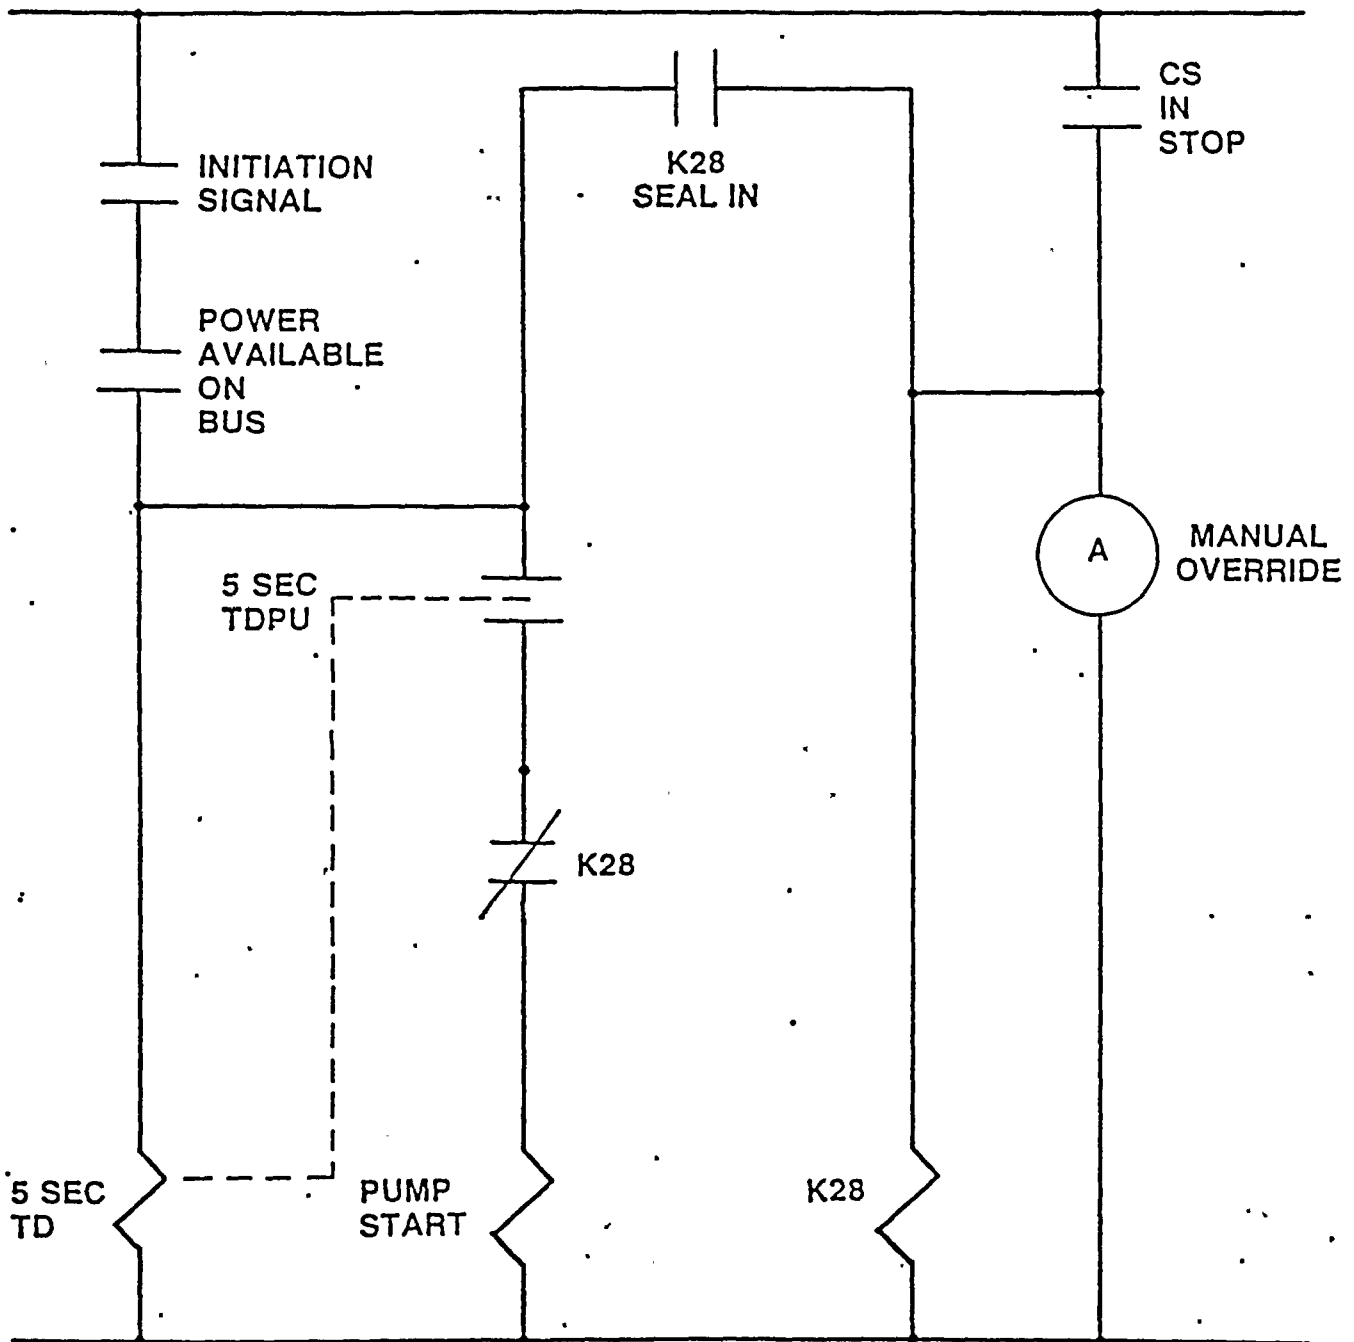 CS
IN
STOP
INITIATION
SIGNAL
K28
SEAL IN
POWER
AVAILABLE
ON
BUS
5 SEC
TDPU
A
MANUAL
OVERRIDE
K28
5 SEC
TD
PUMP
START
K28